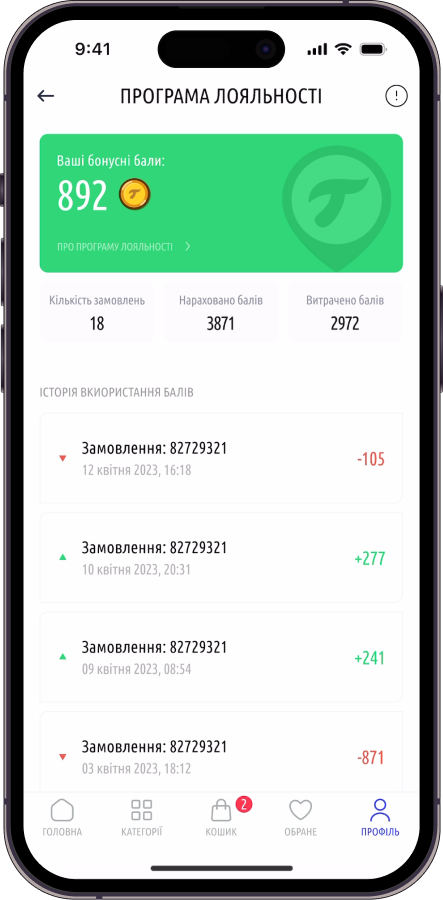 9:41
ПРОГРАМА ЛОЯЛЬНОСТІ
Ваші бонусні бали:
892
ПРО ПРОГРАМУ ЛОЯЛЬНОСТІ
Кількість замовлень
18
Нараховано балів
3871
Витрачено балів
2972
ІСТОРІЯ ВКИОРИСТАННЯ БАЛІВ
Замовлення: 82729321
12 квітня 2023, 16:18
-105
Замовлення: 82729321
10 квітня 2023, 20:31
+277
Замовлення: 82729321
09 квітня 2023, 08:54
+241
Замовлення: 82729321
03 квітня 2023, 18:12
-871
2
ГОЛОВНА
КАТЕГОРІЇ
КОШИК
ОБРАНЕ
ПРОФІЛЬ